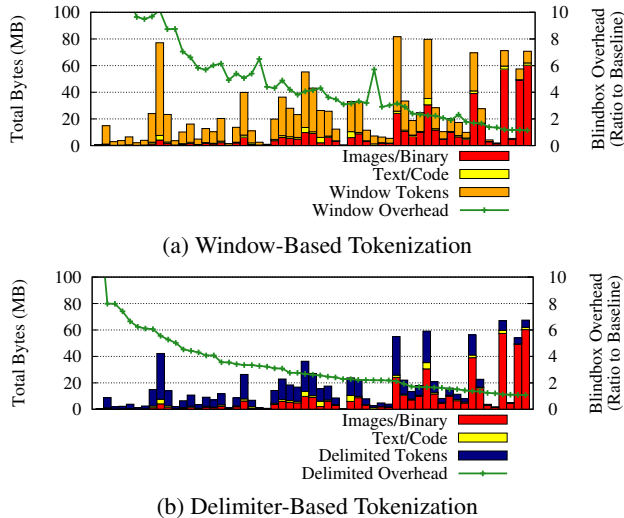 Total Bytes (MB)
100
80
60
40
20
0
10
8
6
4
2
0
Blindbox Overhead
(Ratio to Baseline)
Images/Binary
Text/Code
Window Tokens
Window Overhead
(a) Window-Based Tokenization
Total Bytes (MB)
100
80
60
40
20
0
10
8
6
4
2
0
Blindbox Overhead
(Ratio to Baseline)
Images/Binary
Text/Code
Delimited Tokens
Delimited Overhead
(b) Delimiter-Based Tokenization